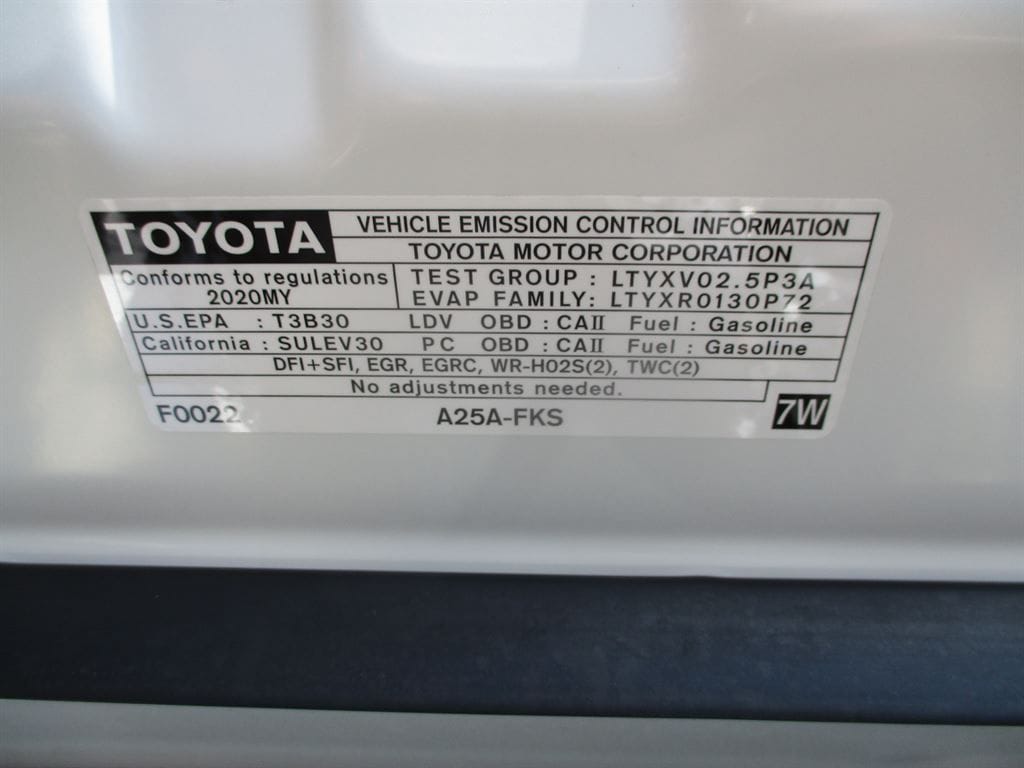 TOYOTA
VEHICLE EMISSION CONTROL INFORMATION
TOYOTA MOTOR CORPORATION
Conforms to regulations
2020MY
TEST GROUP : LTYXV02.5P3A
EVAP FAMILY: LTYXR0130P72
U.S.EPA : T3B30 LDV OBD : CAII Fuel : Gasoline
California : SULEV30 PC OBD : CAII Fuel : Gasoline
DFI+SFI, EGR, EGRC, WR-HO2S(2), TWC(2)
No adjustments needed.
F0022 A25A-FKS 7W